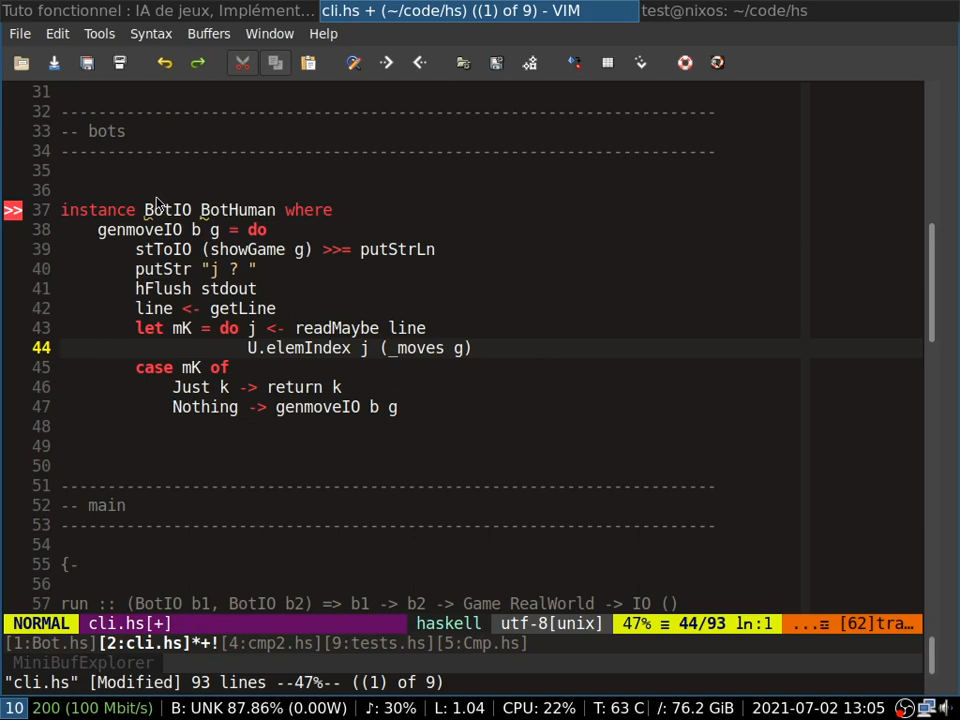 Tuto fonctionnel : IA de jeux, Implément... cli.hs + (~/code/hs) ((1) of 9) - VIM test@nixos: ~/code/hs
File Edit Tools Syntax Buffers Window Help
31
32 ----------------------------------------------------------------------
33 -- bots
34 ----------------------------------------------------------------------
35
36
>> 37 instance BotIO BotHuman where
38     genmoveIO b g = do
39         stToIO (showGame g) >>= putStrLn
40         putStr "j ? "
41         hFlush stdout
42         line <- getLine
43         let mK = do j <- readMaybe line
44                     U.elemIndex j (_moves g)
45         case mK of
46             Just k -> return k
47             Nothing -> genmoveIO b g
48
49
50
51 ----------------------------------------------------------------------
52 -- main
53 ----------------------------------------------------------------------
54
55 {-
56
57 run :: (BotIO b1, BotIO b2) => b1 -> b2 -> Game RealWorld -> IO ()
NORMAL cli.hs[+] haskell utf-8[unix] 47% ≡ 44/93 ln:1 ...≡ [62]tra...
[1:Bot.hs][2:cli.hs]*+![4:cmp2.hs][9:tests.hs][5:Cmp.hs]
MiniBufExplorer
"cli.hs" [Modified] 93 lines --47%-- ((1) of 9)
10 200 (100 Mbit/s) B: UNK 87.86% (0.00W) ♪: 30% L: 1.04 CPU: 22% T: 63 C /: 76.2 GiB 2021-07-02 13:05